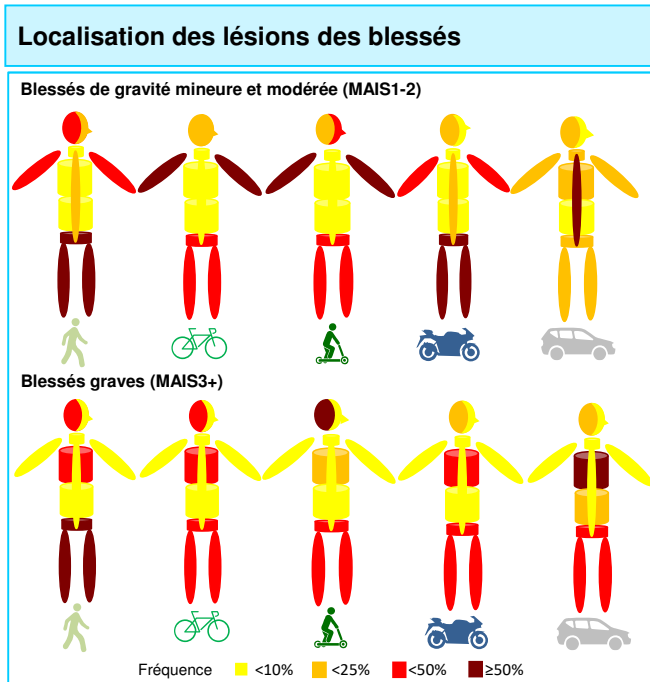 Localisation des lésions des blessés
Blessés de gravité mineure et modérée (MAIS1-2)
Blessés graves (MAIS3+)
Fréquence <10% <25% <50% ≥50%